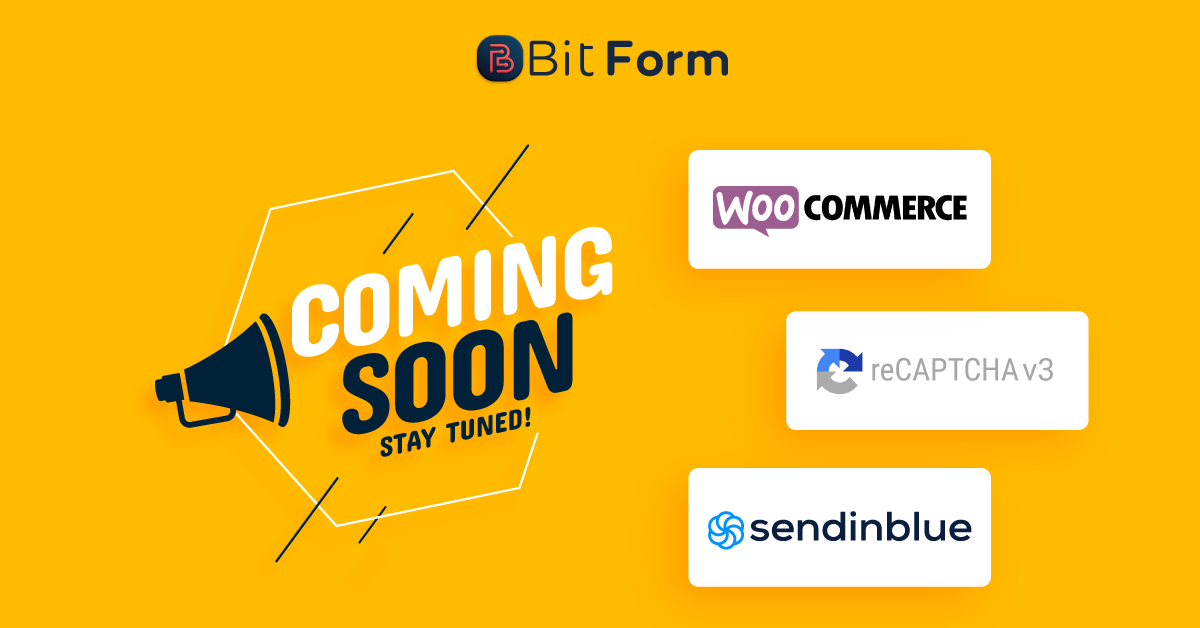 Bit Form
COMING
SOON
STAY TUNED!
WOO COMMERCE
reCAPTCHA v3
sendinblue